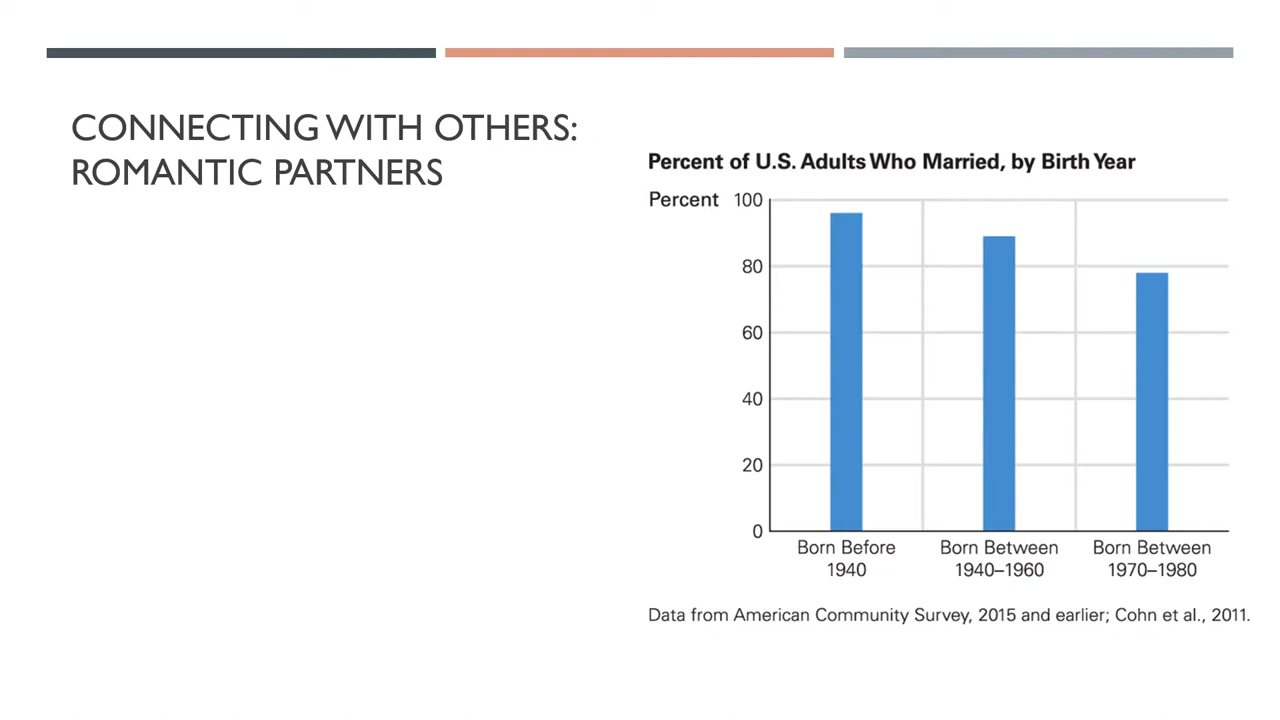 CONNECTING WITH OTHERS:
ROMANTIC PARTNERS
Percent of U.S. Adults Who Married, by Birth Year
Percent
100
80
60
40
20
0
Born Before
1940
Born Between
1940–1960
Born Between
1970–1980
Data from American Community Survey, 2015 and earlier; Cohn et al., 2011.